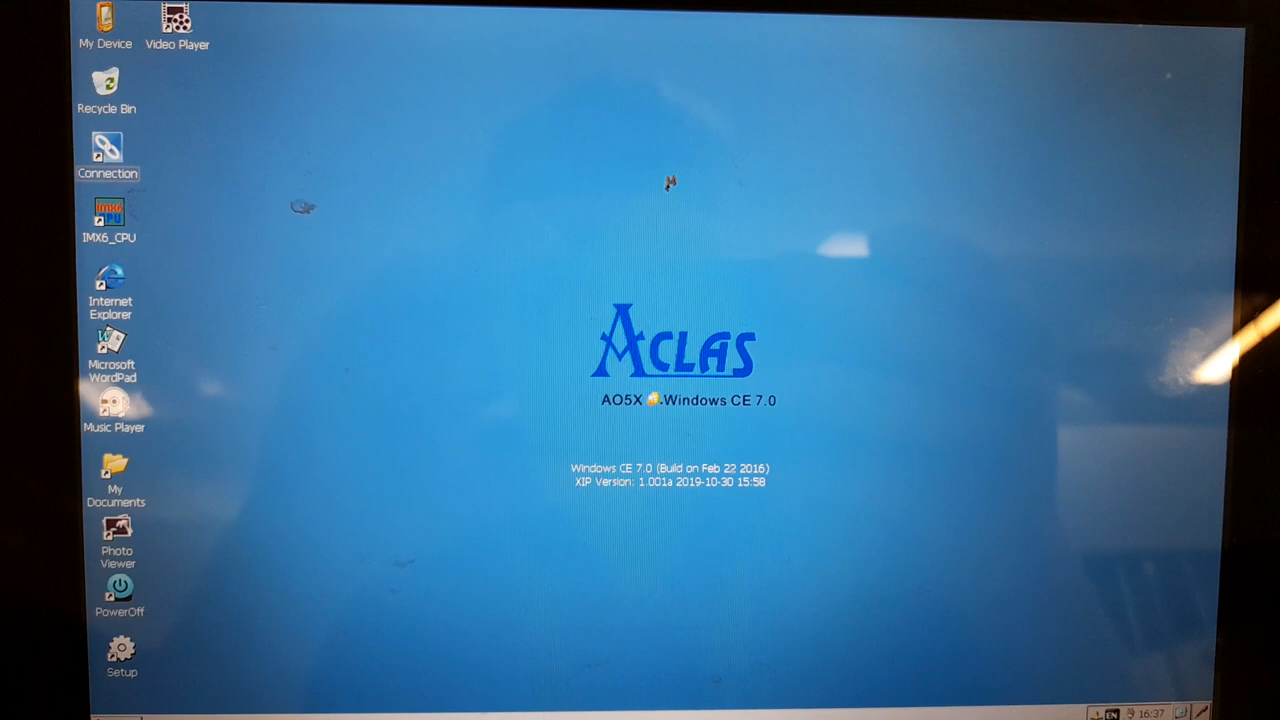 My Device
Video Player
Recycle Bin
Connection
IMX6
PU
IMX6_CPU
Internet
Explorer
Microsoft
WordPad
Music Player
My
Documents
Photo
Viewer
PowerOff
Setup
ACLAS
AO5X Windows CE 7.0
Windows CE 7.0 (Build on Feb 22 2016)
XIP Version: 1.001a 2019-10-30 15:58
EN
16:37